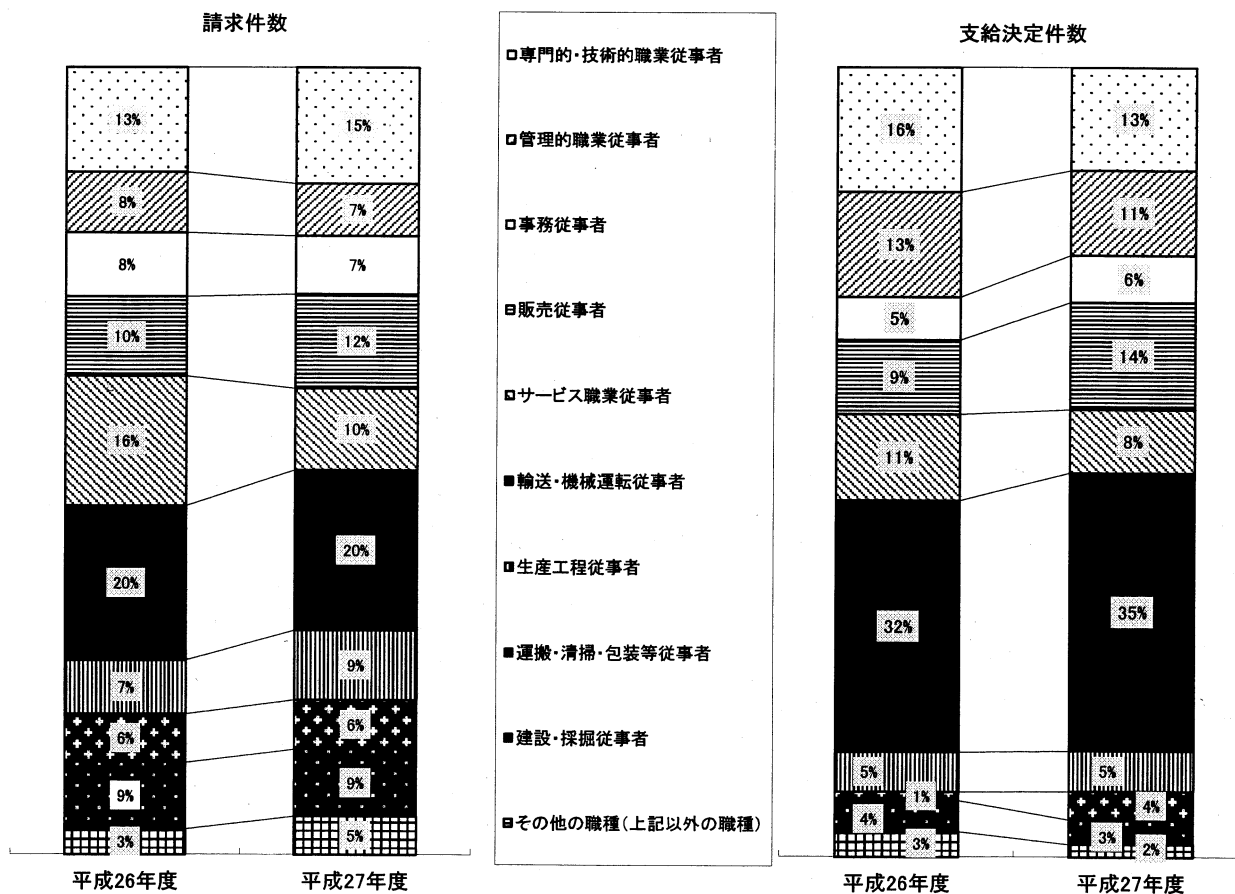 請求件数
13%
8%
8%
10%
16%
20%
7%
6%
9%
3%
平成26年度
15%
7%
7%
12%
10%
20%
9%
6%
9%
5%
平成27年度
専門的・技術的職業従事者
管理的職業従事者
事務従事者
販売従事者
サービス職業従事者
輸送・機械運転従事者
生産工程従事者
運搬・清掃・包装等従事者
建設・採掘従事者
その他の職種(上記以外の職種)
支給決定件数
16%
13%
5%
9%
11%
32%
5%
1%
4%
3%
平成26年度
13%
11%
6%
14%
8%
35%
5%
4%
3%
2%
平成27年度